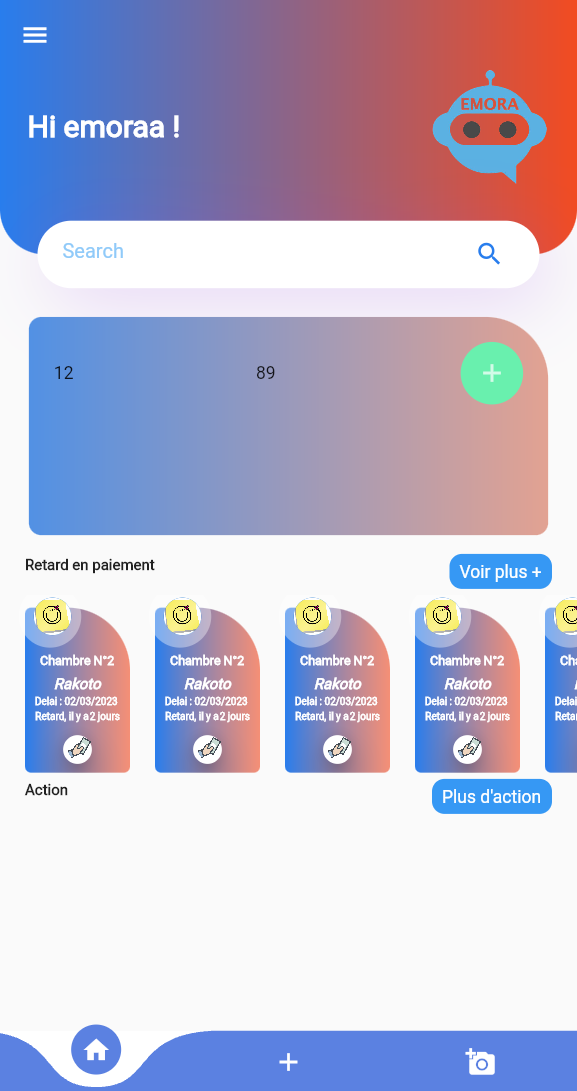 EMORA
Hi emoraa !
Search
12 89
Retard en paiement Voir plus +
Chambre N°2 Chambre N°2 Chambre N°2 Chambre N°2 Cha
Rakoto Rakoto Rakoto Rakoto
Delai : 02/03/2023 Delai : 02/03/2023 Delai : 02/03/2023 Delai : 02/03/2023 Delai
Retard, il y a 2 jours Retard, il y a 2 jours Retard, il y a 2 jours Retard, il y a 2 jours Retar
Action Plus d'action